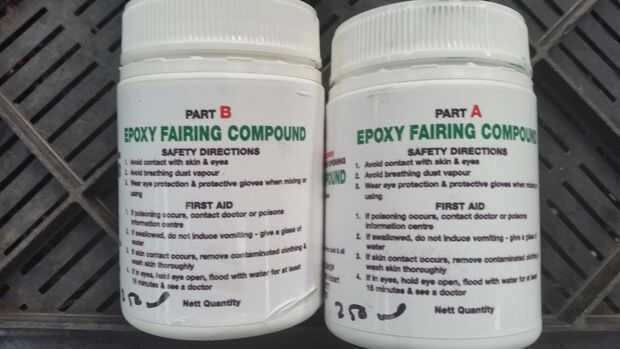 PART B
EPOXY FAIRING COMPOUND
SAFETY DIRECTIONS
1. Avoid contact with skin & eyes
2. Avoid breathing dust vapour
3. Wear eye protection & protective gloves when mixing or
using
FIRST AID
1. If poisoning occurs, contact doctor or poisons
information centre
2. If swallowed, do not induce vomiting - give a glass of
water
3. If skin contact occurs, remove contaminated clothing &
wash skin thoroughly
4. If in eyes, hold eye open, flood with water for at least
15 minutes & see a doctor
250
Nett Quantity
PART A
EPOXY FAIRING COMPOUND
SAFETY DIRECTIONS
1. Avoid contact with skin & eyes
2. Avoid breathing dust vapour
3. Wear eye protection & protective gloves when mixing or
using
FIRST AID
1. If poisoning occurs, contact doctor or poisons
information centre
2. If swallowed, do not induce vomiting - give a glass of
water
3. If skin contact occurs, remove contaminated clothing &
wash skin thoroughly
4. If in eyes, hold eye open, flood with water for at least
15 minutes & see a doctor
250
Nett Quantity